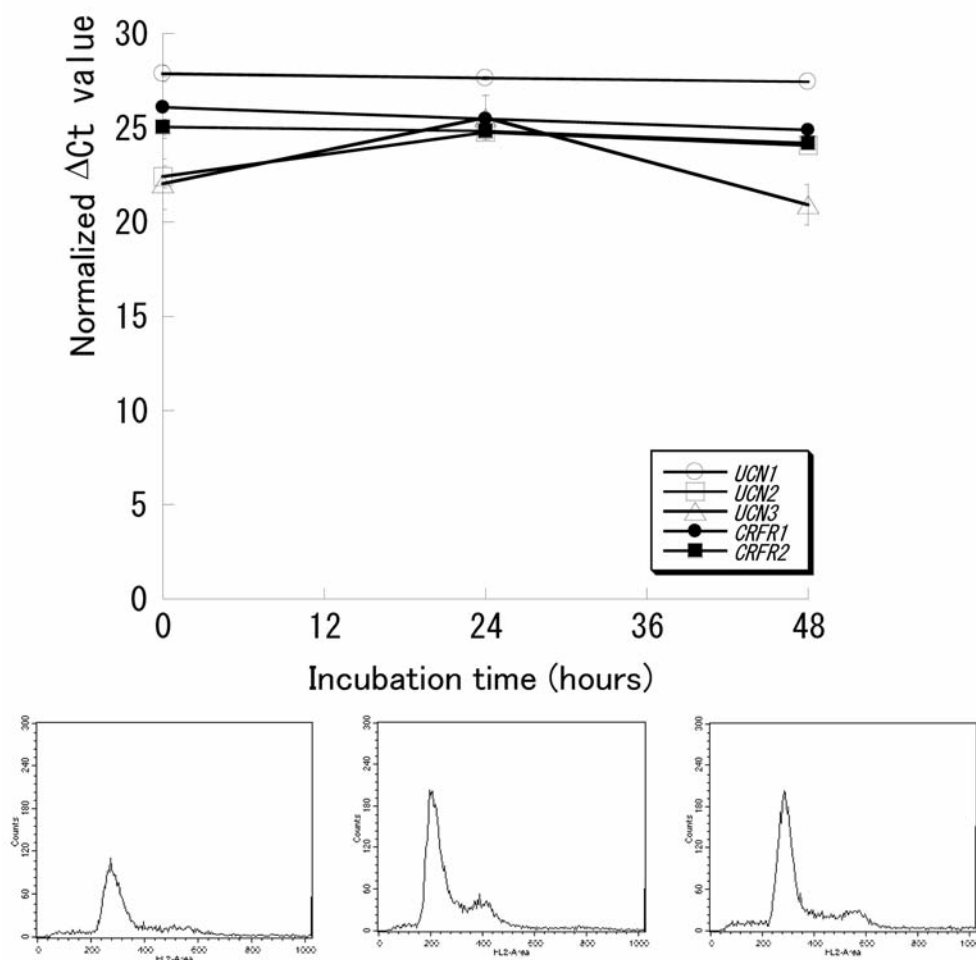 Normalized ΔCt value
30
25
20
15
10
5
0
0 12 24 36 48
Incubation time (hours)
UCN1
UCN2
UCN3
CRFR1
CRFR2
Counts
300
240
180
120
60
0
0 200 400 600 800 1000
FL2-Area
Counts
300
240
180
120
60
0
0 200 400 600 800 1000
FL2-Area
Counts
300
240
180
120
60
0
0 200 400 600 800 1000
FL2-Area